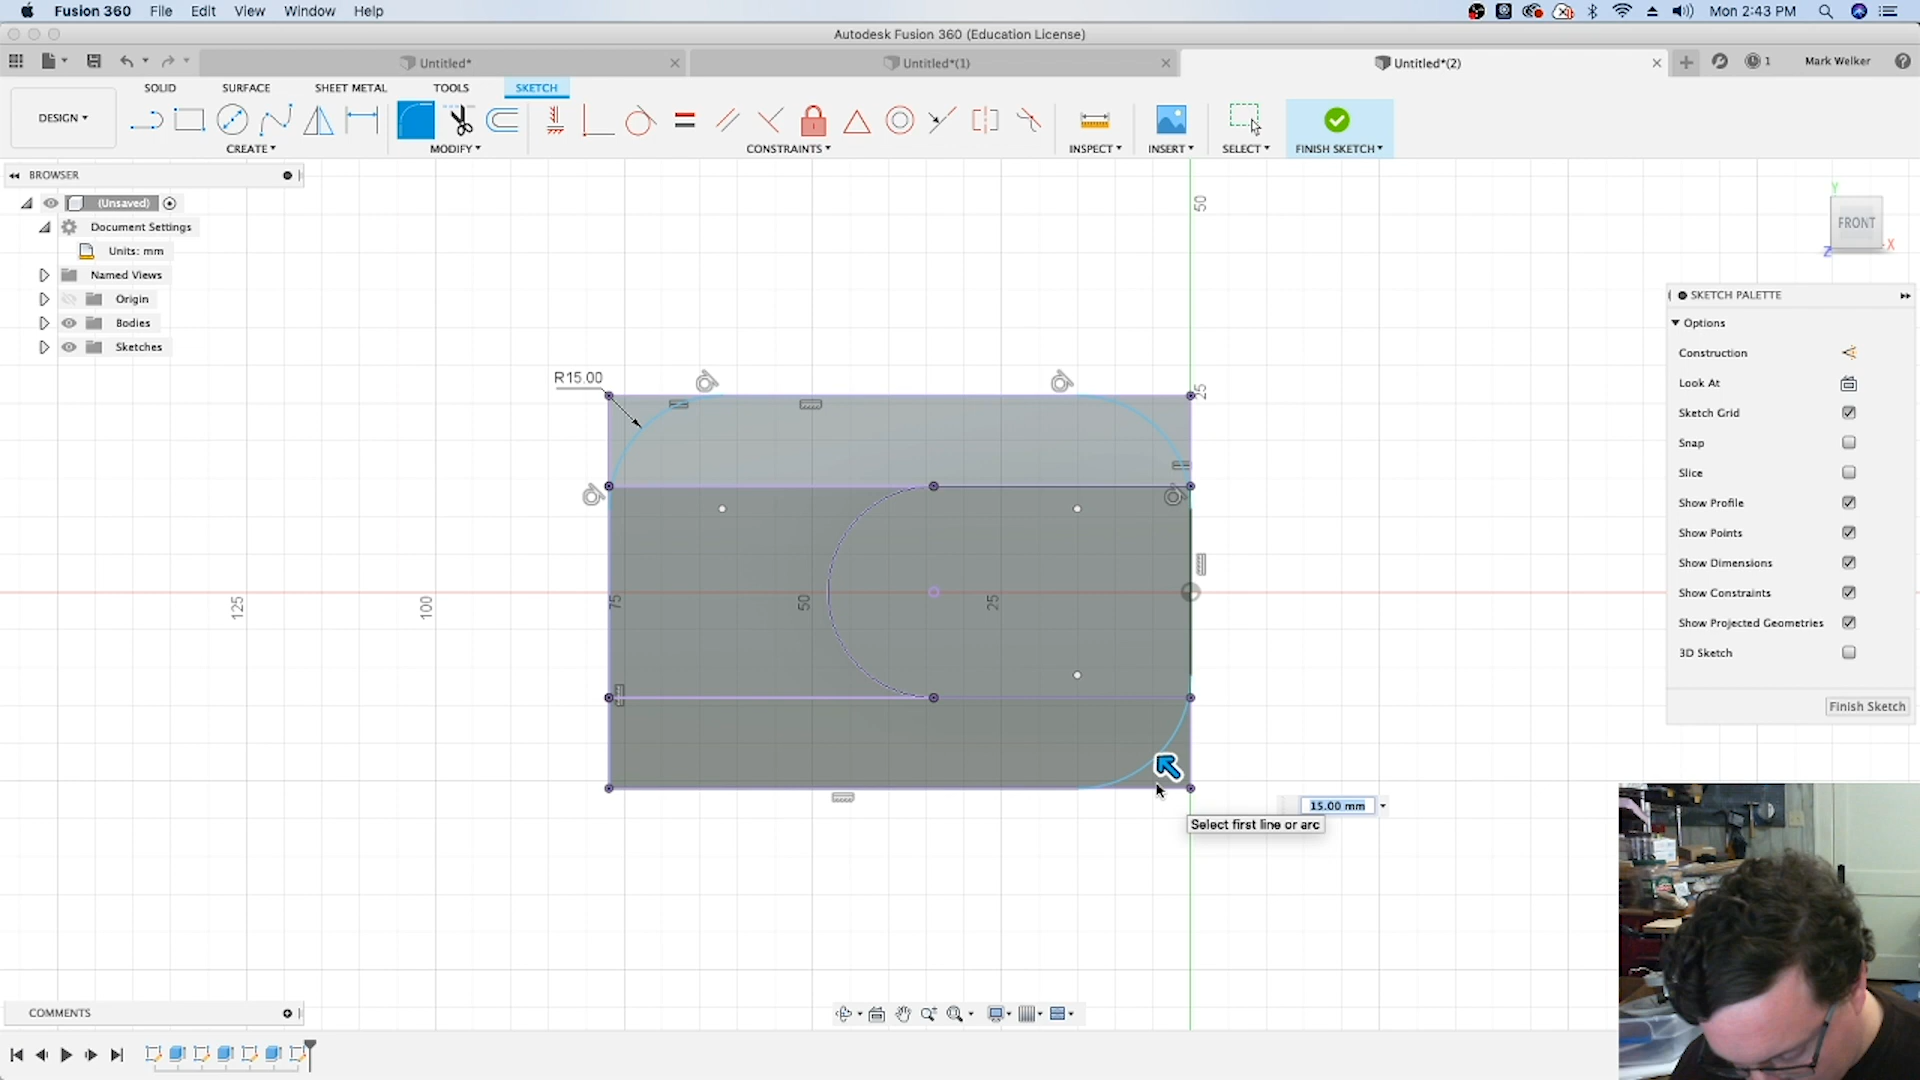 Fusion 360 File Edit View Window Help Mon 2:43 PM
Autodesk Fusion 360 (Education License)
Untitled* Untitled*(1) Untitled*(2) 1 Mark Welker
SOLID SURFACE SHEET METAL TOOLS SKETCH
DESIGN
CREATE MODIFY CONSTRAINTS INSPECT INSERT SELECT FINISH SKETCH
BROWSER
(Unsaved)
Document Settings
Units: mm
Named Views
Origin
Bodies
Sketches
50
Y
FRONT
Z
X
SKETCH PALETTE
Options
Construction
Look At
Sketch Grid
Snap
Slice
Show Profile
Show Points
Show Dimensions
Show Constraints
Show Projected Geometries
3D Sketch
Finish Sketch
R15.00
25
125
100
75
50
25
15.00 mm
Select first line or arc
COMMENTS